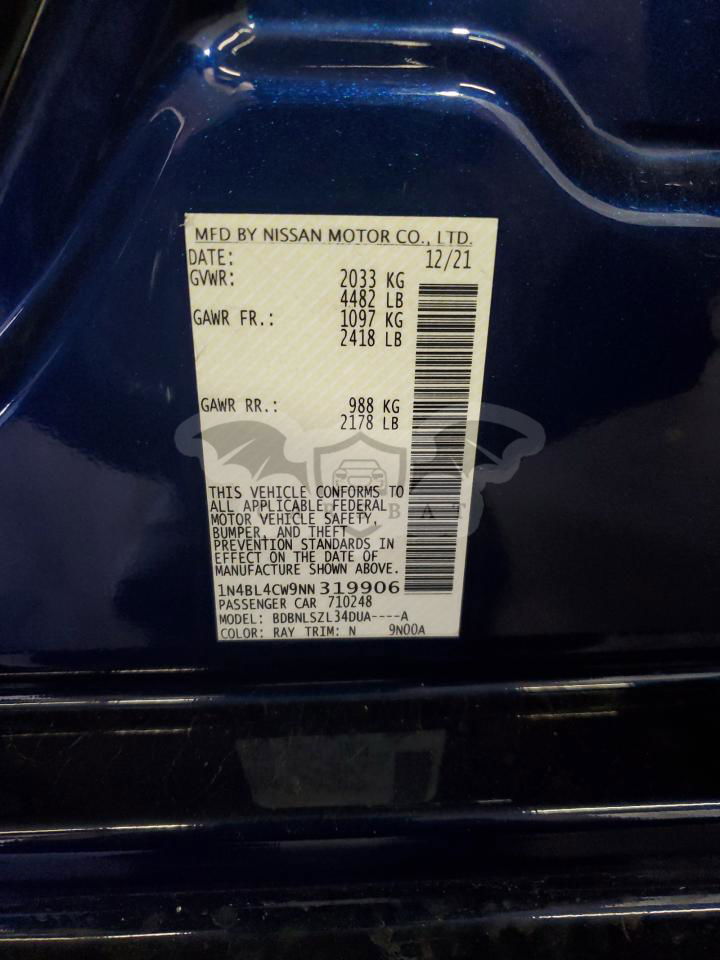 MFD BY NISSAN MOTOR CO., LTD.
DATE: 12/21
GVWR: 2033 KG
4482 LB
GAWR FR.: 1097 KG
2418 LB
GAWR RR.: 988 KG
2178 LB
THIS VEHICLE CONFORMS TO
ALL APPLICABLE FEDERAL
MOTOR VEHICLE SAFETY,
BUMPER, AND THEFT
PREVENTION STANDARDS IN
EFFECT ON THE DATE OF
MANUFACTURE SHOWN ABOVE.
1N4BL4CW9NN319906
PASSENGER CAR 710248
MODEL: BDBNLSZL34DUA----A
COLOR: RAY TRIM: N 9N00A